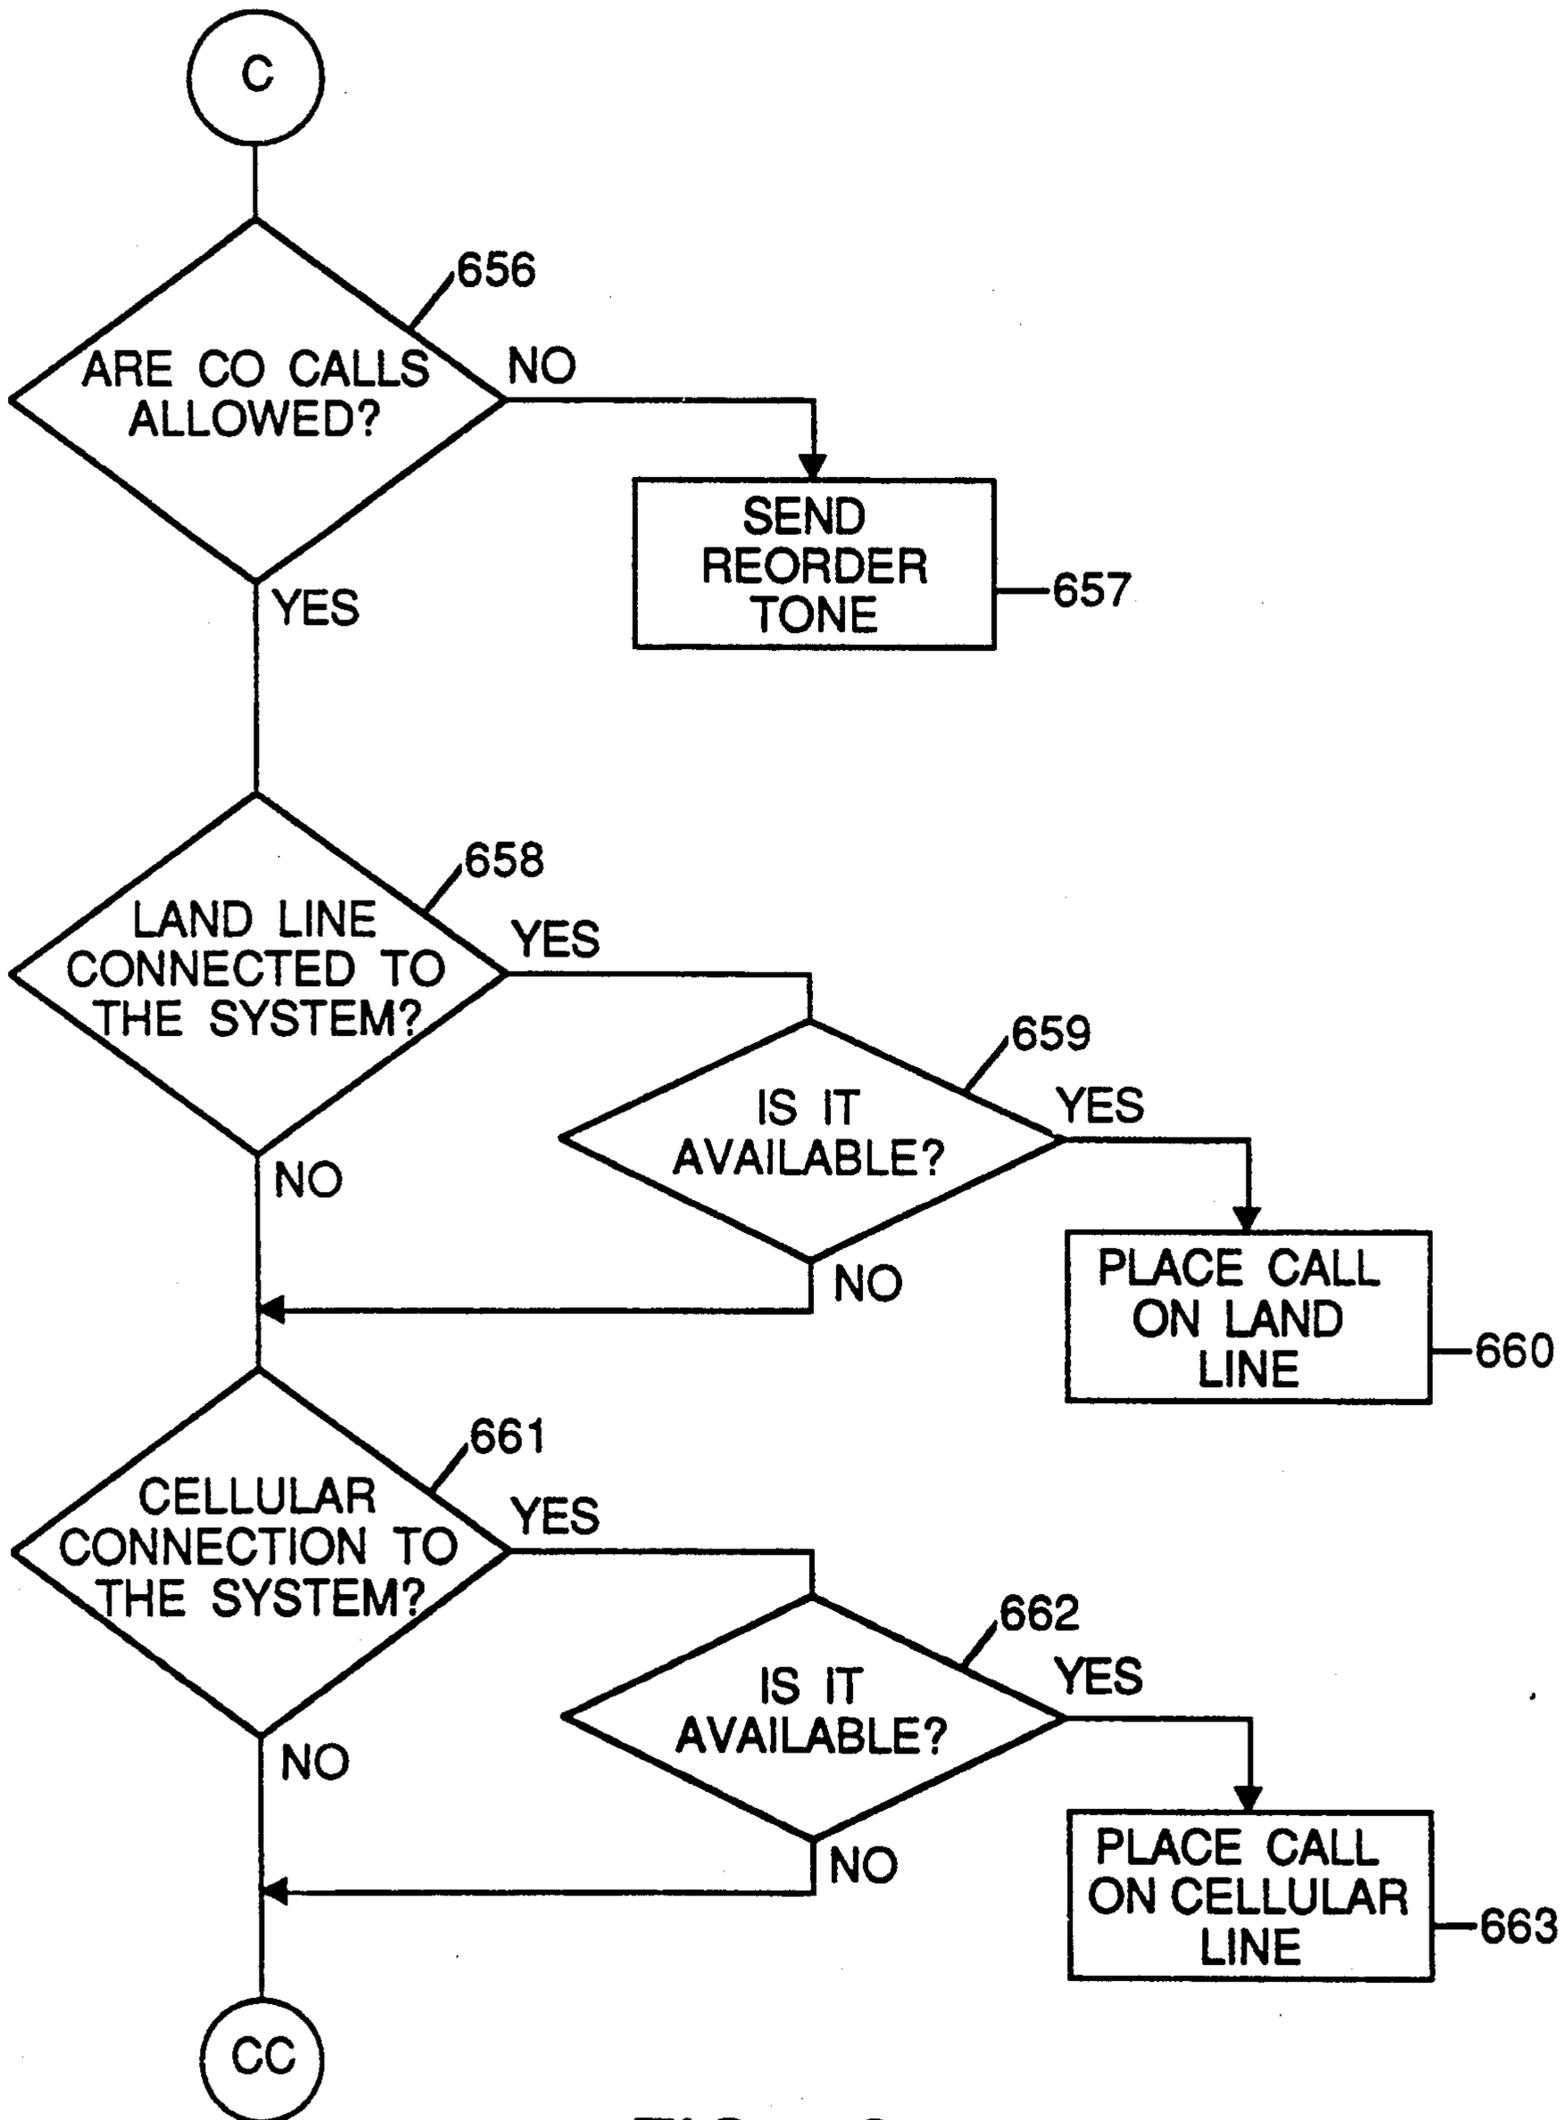 C
656
ARE CO CALLS
ALLOWED?
NO
SEND
REORDER
TONE
657
YES
658
LAND LINE
CONNECTED TO
THE SYSTEM?
YES
659
IS IT
AVAILABLE?
YES
NO
NO
PLACE CALL
ON LAND
LINE
660
661
CELLULAR
CONNECTION TO
THE SYSTEM?
YES
662
IS IT
AVAILABLE?
YES
NO
NO
PLACE CALL
ON CELLULAR
LINE
663
CC